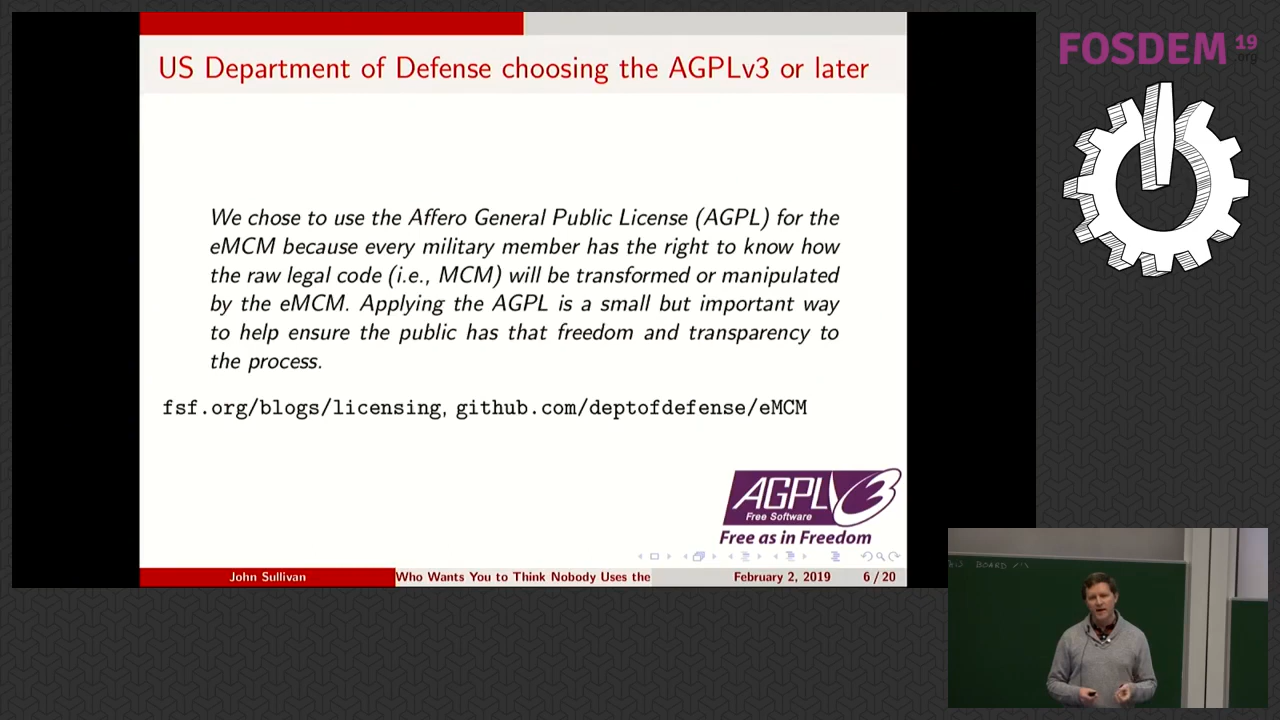 US Department of Defense choosing the AGPLv3 or later
We chose to use the Affero General Public License (AGPL) for the
eMCM because every military member has the right to know how
the raw legal code (i.e., MCM) will be transformed or manipulated
by the eMCM. Applying the AGPL is a small but important way
to help ensure the public has that freedom and transparency to
the process.
fsf.org/blogs/licensing, github.com/deptofdefense/eMCM
AGPLv3
Free Software
Free as in Freedom
John Sullivan
Who Wants You to Think Nobody Uses the
February 2, 2019
6 / 20
FOSDEM 19
.org
BOARD